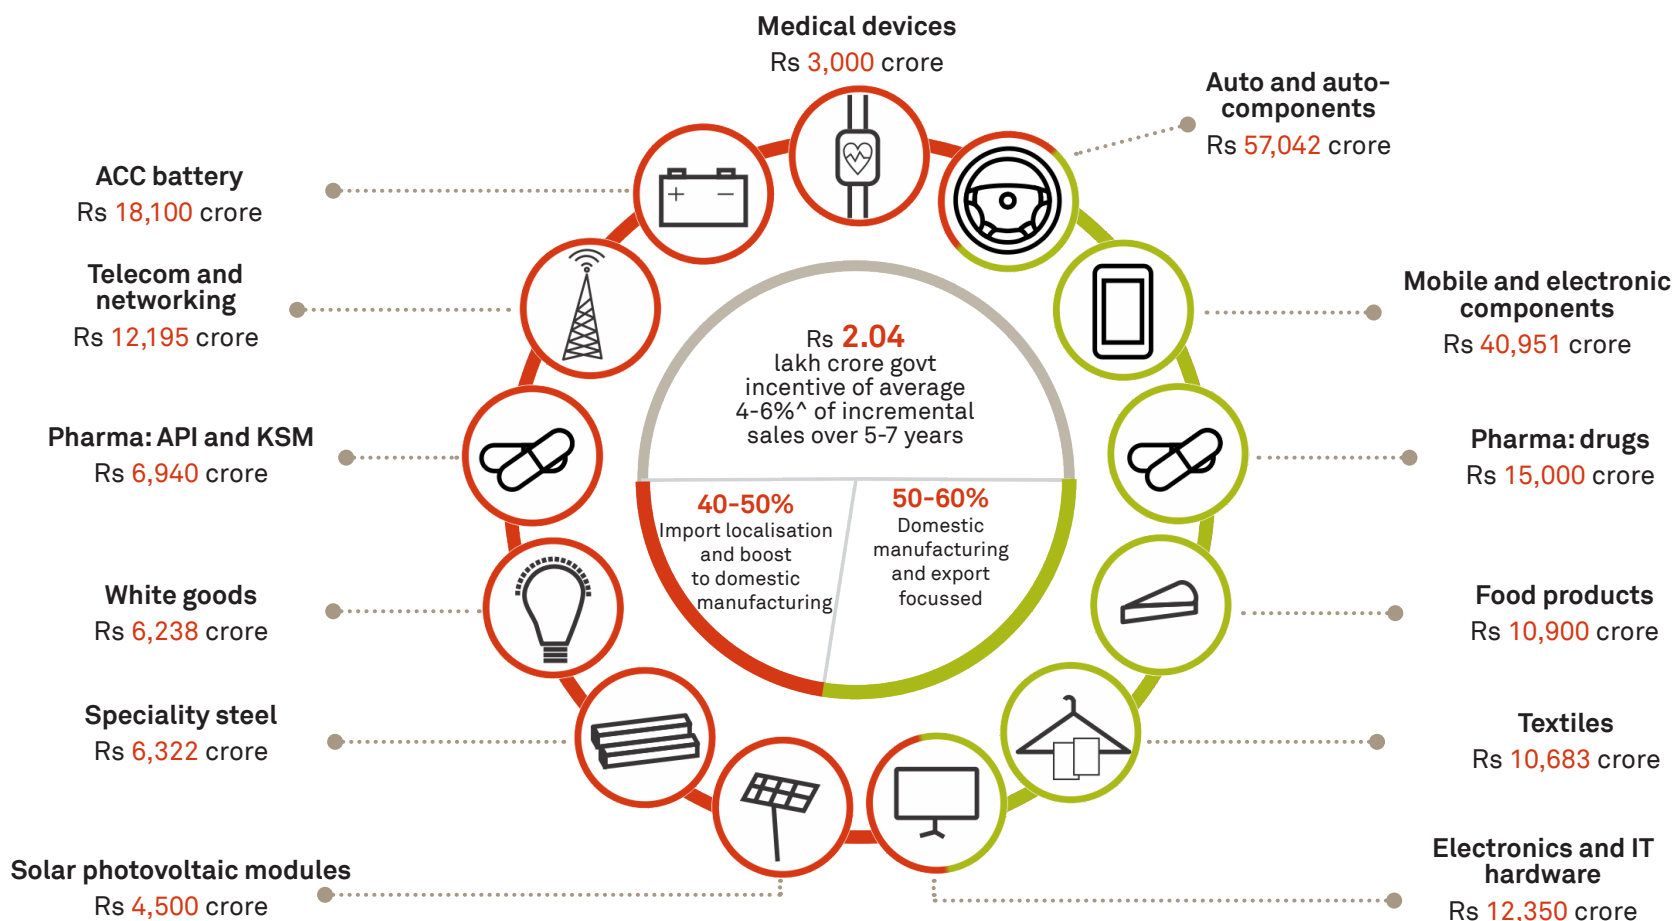 Medical devices
Rs 3,000 crore
Auto and auto-
components
Rs 57,042 crore
ACC battery
Rs 18,100 crore
Telecom and
networking
Rs 12,195 crore
Mobile and electronic
components
Rs 40,951 crore
Rs 2.04
lakh crore govt
incentive of average
4-6%^ of incremental
sales over 5-7 years
Pharma: API and KSM
Rs 6,940 crore
Pharma: drugs
Rs 15,000 crore
40-50%
Import localisation
and boost
to domestic
manufacturing
50-60%
Domestic
manufacturing
and export
focussed
White goods
Rs 6,238 crore
Food products
Rs 10,900 crore
Speciality steel
Rs 6,322 crore
Textiles
Rs 10,683 crore
Solar photovoltaic modules
Rs 4,500 crore
Electronics and IT
hardware
Rs 12,350 crore